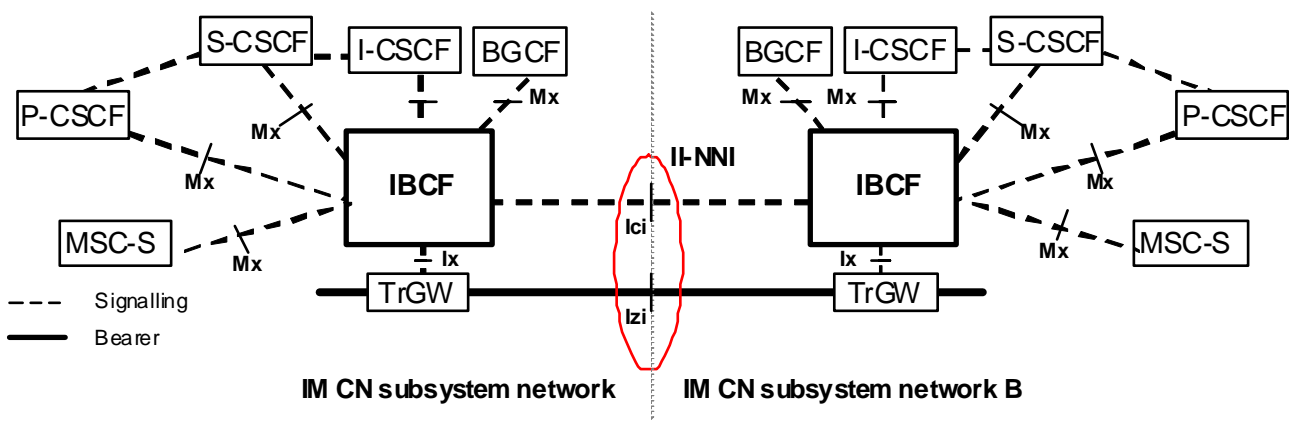 S-CSCF
I-CSCF
BGCF
BGCF
I-CSCF
S-CSCF
P-CSCF
P-CSCF
Mx
Mx
Mx
Mx
Mx
Mx
Mx
IBCF
II-NNI
IBCF
MSC-S
Mx
Ici
Mx
MSC-S
Ix
Ix
TrGW
TrGW
Izi
Signalling
Bearer
IM CN subsystem network
IM CN subsystem network B